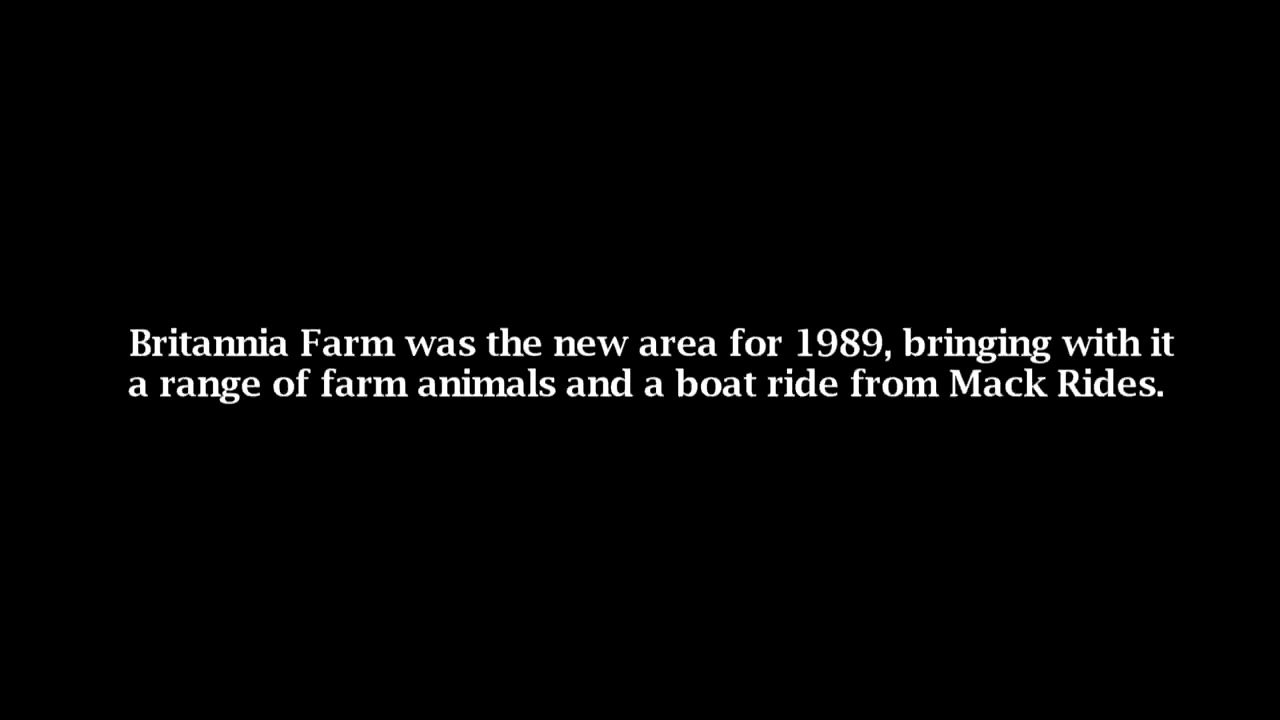 Britannia Farm was the new area for 1989, bringing with it
a range of farm animals and a boat ride from Mack Rides.